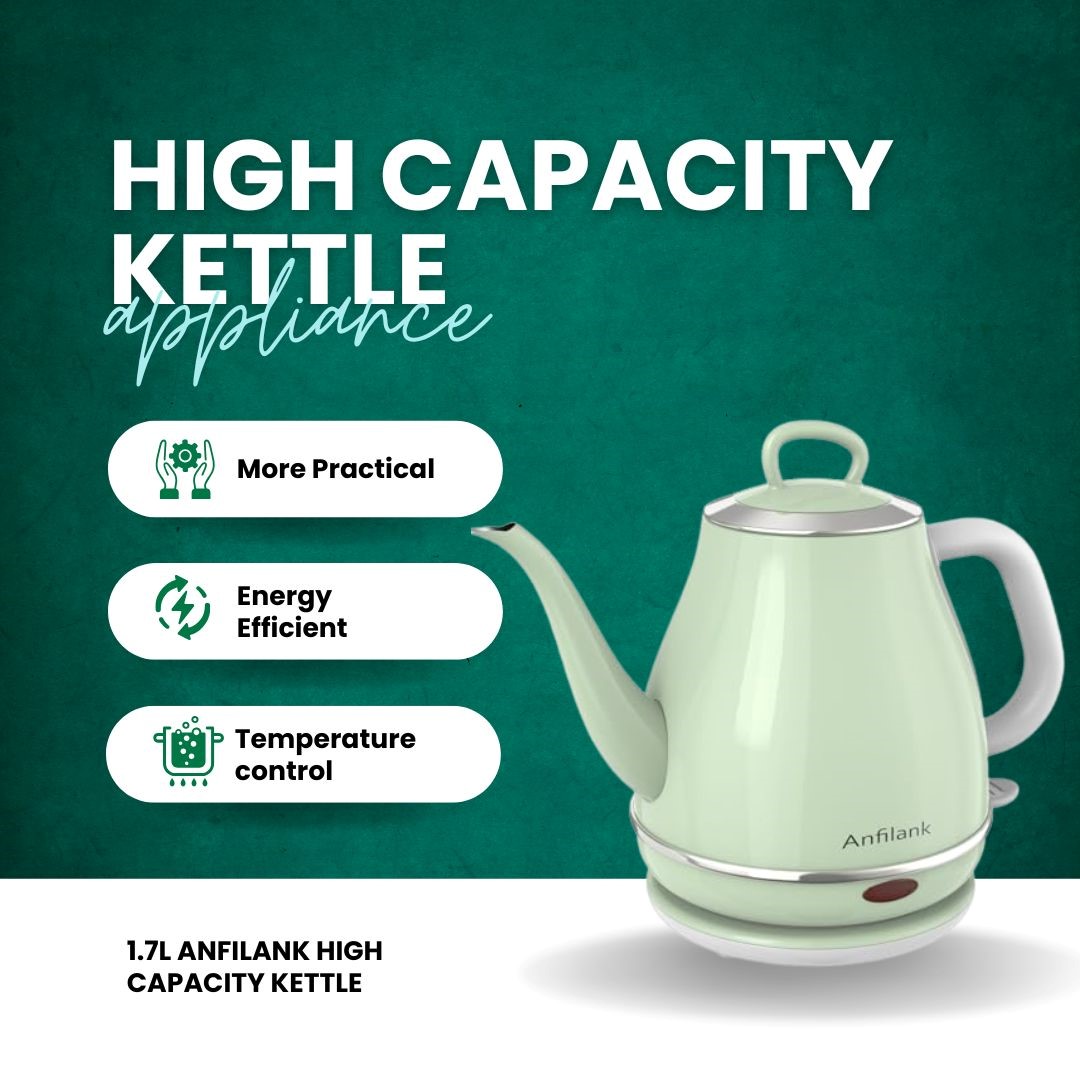 HIGH CAPACITY
KETTLE
appliance
More Practical
Energy
Efficient
Temperature
control
Anfilank
1.7L ANFILANK HIGH
CAPACITY KETTLE